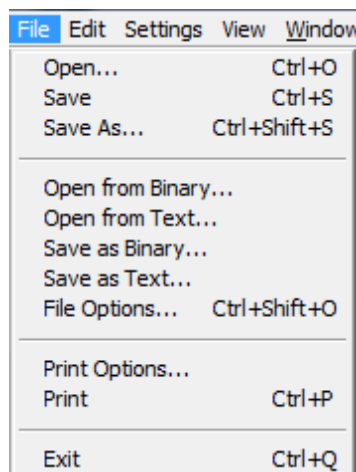 File Edit Settings View Window
Open... Ctrl+O
Save Ctrl+S
Save As... Ctrl+Shift+S
Open from Binary...
Open from Text...
Save as Binary...
Save as Text...
File Options... Ctrl+Shift+O
Print Options...
Print Ctrl+P
Exit Ctrl+Q